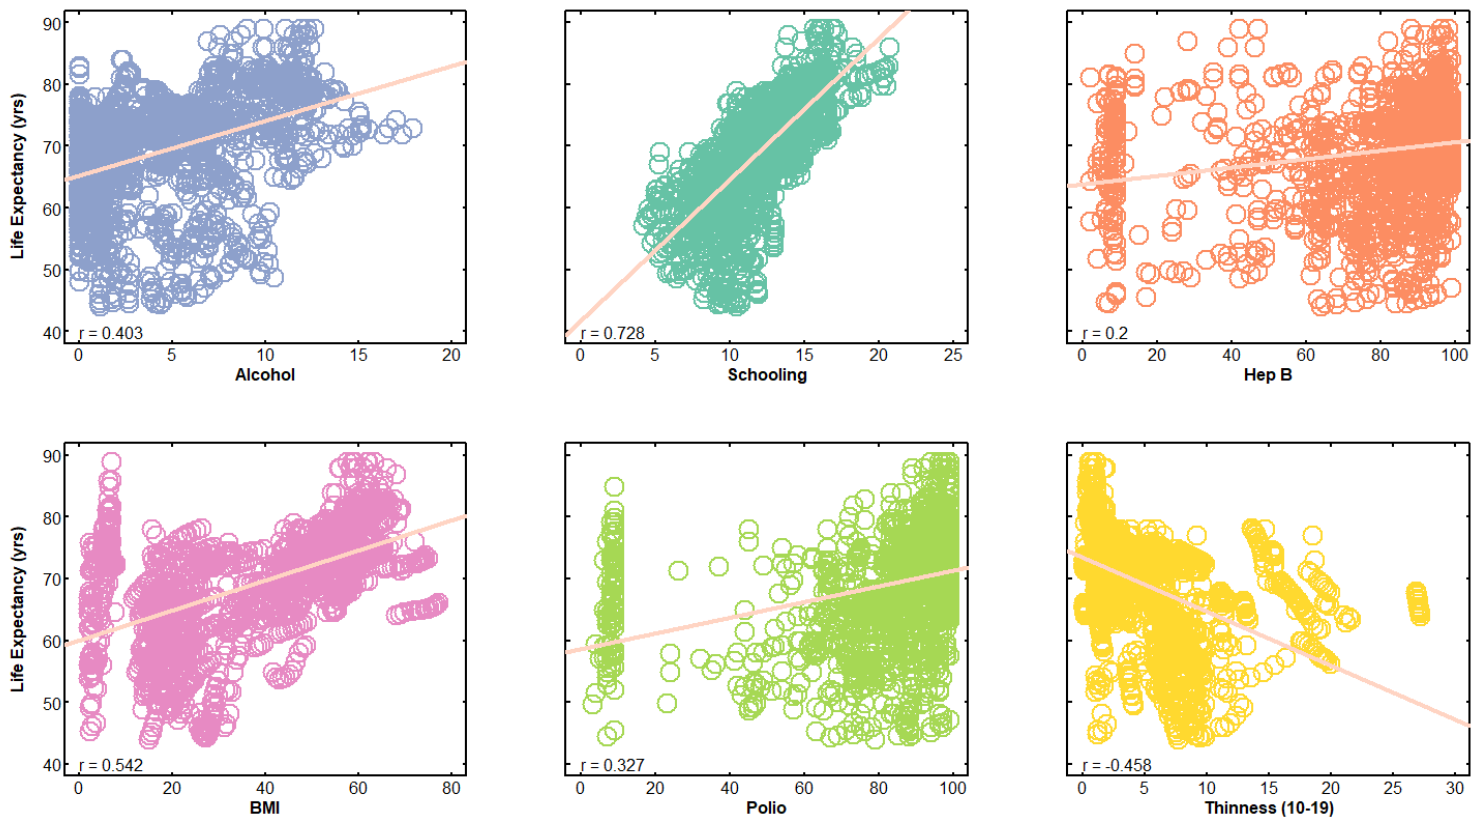 90
80
70
60
50
40
Life Expectancy (yrs)
r = 0.403
0 5 10 15 20
Alcohol
r = 0.728
0 5 10 15 20 25
Schooling
r = 0.2
0 20 40 60 80 100
Hep B
90
80
70
60
50
40
Life Expectancy (yrs)
r = 0.542
0 20 40 60 80
BMI
r = 0.327
0 20 40 60 80 100
Polio
r = -0.458
0 5 10 15 20 25 30
Thinness (10-19)